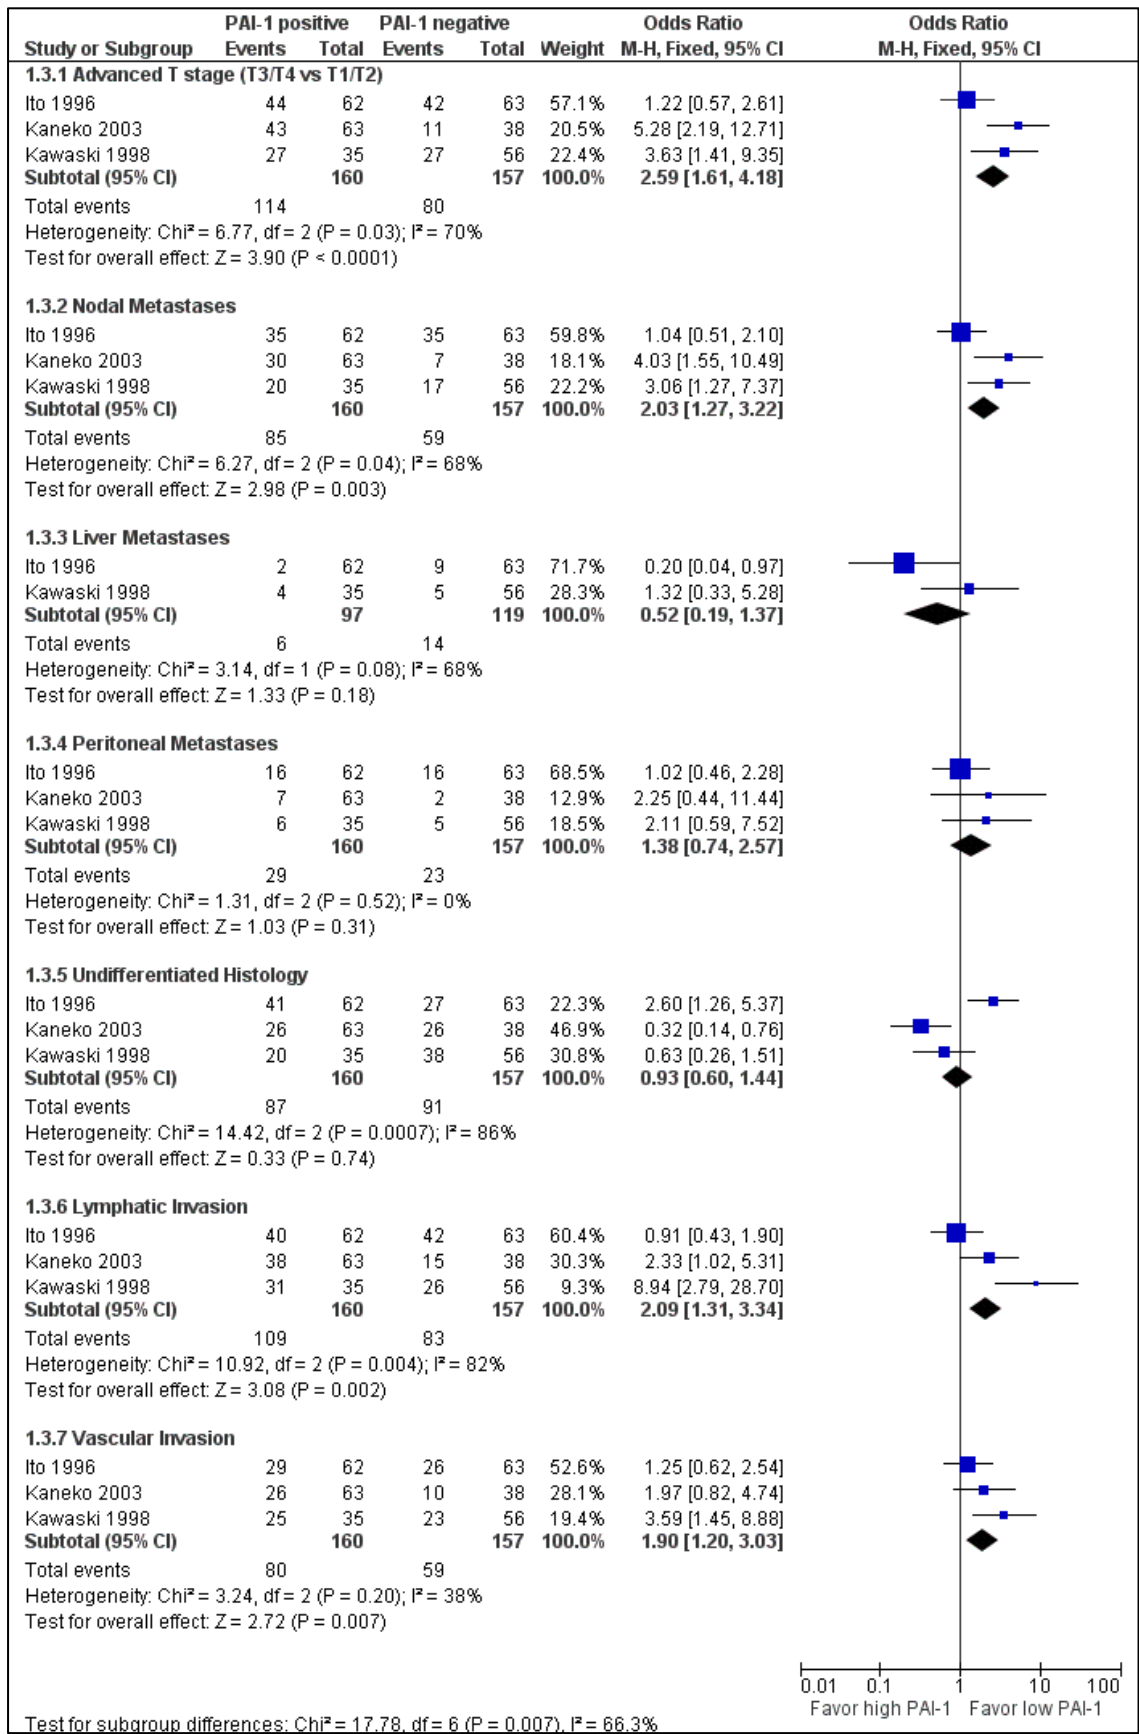 PAI-1 positive PAI-1 negative Odds Ratio Odds Ratio
Study or Subgroup Events Total Events Total Weight M-H, Fixed, 95% CI M-H, Fixed, 95% CI
1.3.1 Advanced T stage (T3/T4 vs T1/T2)
Ito 1996 44 62 42 63 57.1% 1.22 [0.57, 2.61]
Kaneko 2003 43 63 11 38 20.5% 5.28 [2.19, 12.71]
Kawaski 1998 27 35 27 56 22.4% 3.63 [1.41, 9.35]
Subtotal (95% CI) 160 157 100.0% 2.59 [1.61, 4.18]
Total events 114 80
Heterogeneity: Chi² = 6.77, df = 2 (P = 0.03); I² = 70%
Test for overall effect: Z = 3.90 (P < 0.0001)
1.3.2 Nodal Metastases
Ito 1996 35 62 35 63 59.8% 1.04 [0.51, 2.10]
Kaneko 2003 30 63 7 38 18.1% 4.03 [1.55, 10.49]
Kawaski 1998 20 35 17 56 22.2% 3.06 [1.27, 7.37]
Subtotal (95% CI) 160 157 100.0% 2.03 [1.27, 3.22]
Total events 85 59
Heterogeneity: Chi² = 6.27, df = 2 (P = 0.04); I² = 68%
Test for overall effect: Z = 2.98 (P = 0.003)
1.3.3 Liver Metastases
Ito 1996 2 62 9 63 71.7% 0.20 [0.04, 0.97]
Kawaski 1998 4 35 5 56 28.3% 1.32 [0.33, 5.28]
Subtotal (95% CI) 97 119 100.0% 0.52 [0.19, 1.37]
Total events 6 14
Heterogeneity: Chi² = 3.14, df = 1 (P = 0.08); I² = 68%
Test for overall effect: Z = 1.33 (P = 0.18)
1.3.4 Peritoneal Metastases
Ito 1996 16 62 16 63 68.5% 1.02 [0.46, 2.28]
Kaneko 2003 7 63 2 38 12.9% 2.25 [0.44, 11.44]
Kawaski 1998 6 35 5 56 18.5% 2.11 [0.59, 7.52]
Subtotal (95% CI) 160 157 100.0% 1.38 [0.74, 2.57]
Total events 29 23
Heterogeneity: Chi² = 1.31, df = 2 (P = 0.52); I² = 0%
Test for overall effect: Z = 1.03 (P = 0.31)
1.3.5 Undifferentiated Histology
Ito 1996 41 62 27 63 22.3% 2.60 [1.26, 5.37]
Kaneko 2003 26 63 26 38 46.9% 0.32 [0.14, 0.76]
Kawaski 1998 20 35 38 56 30.8% 0.63 [0.26, 1.51]
Subtotal (95% CI) 160 157 100.0% 0.93 [0.60, 1.44]
Total events 87 91
Heterogeneity: Chi² = 14.42, df = 2 (P = 0.0007); I² = 86%
Test for overall effect: Z = 0.33 (P = 0.74)
1.3.6 Lymphatic Invasion
Ito 1996 40 62 42 63 60.4% 0.91 [0.43, 1.90]
Kaneko 2003 38 63 15 38 30.3% 2.33 [1.02, 5.31]
Kawaski 1998 31 35 26 56 9.3% 8.94 [2.79, 28.70]
Subtotal (95% CI) 160 157 100.0% 2.09 [1.31, 3.34]
Total events 109 83
Heterogeneity: Chi² = 10.92, df = 2 (P = 0.004); I² = 82%
Test for overall effect: Z = 3.08 (P = 0.002)
1.3.7 Vascular Invasion
Ito 1996 29 62 26 63 52.6% 1.25 [0.62, 2.54]
Kaneko 2003 26 63 10 38 28.1% 1.97 [0.82, 4.74]
Kawaski 1998 25 35 23 56 19.4% 3.59 [1.45, 8.88]
Subtotal (95% CI) 160 157 100.0% 1.90 [1.20, 3.03]
Total events 80 59
Heterogeneity: Chi² = 3.24, df = 2 (P = 0.20); I² = 38%
Test for overall effect: Z = 2.72 (P = 0.007)
0.01 0.1 1 10 100
Favor high PAI-1 Favor low PAI-1
Test for subgroup differences: Chi² = 17.78, df = 6 (P = 0.007), I² = 66.3%